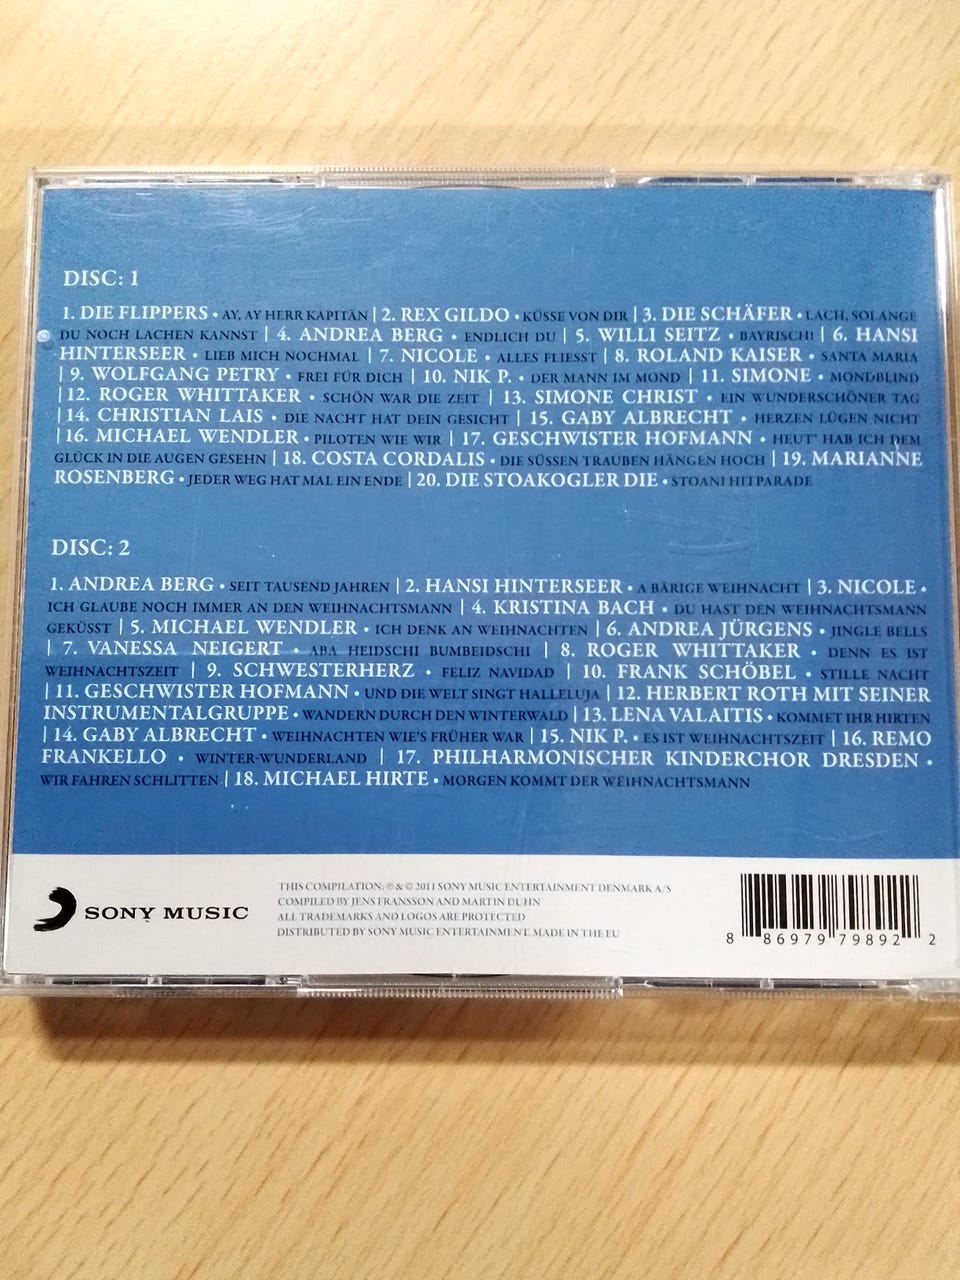 DISC: 1
1. DIE FLIPPERS • AY, AY HERR KAPITÄN | 2. REX GILDO • KÜSSE VON DIR | 3. DIE SCHÄFER • LACH, SOLANGE
DU NOCH LACHEN KANNST | 4. ANDREA BERG • ENDLICH DU | 5. WILLI SEITZ • BAYRISCH! | 6. HANSI
HINTERSEER • LIEB MICH NOCHMAL | 7. NICOLE • ALLES FLIESST | 8. ROLAND KAISER • SANTA MARIA
| 9. WOLFGANG PETRY • FREI FÜR DICH | 10. NIK P. • DER MANN IM MOND | 11. SIMONE • MONDBLIND
| 12. ROGER WHITTAKER • SCHÖN WAR DIE ZEIT | 13. SIMONE CHRIST • EIN WUNDERSCHÖNER TAG
| 14. CHRISTIAN LAIS • DIE NACHT HAT DEIN GESICHT | 15. GABY ALBRECHT • HERZEN LÜGEN NICHT
| 16. MICHAEL WENDLER • PILOTEN WIE WIR | 17. GESCHWISTER HOFMANN • HEUT' HAB ICH DEM
GLÜCK IN DIE AUGEN GESEHN | 18. COSTA CORDALIS • DIE SÜSSEN TRAUBEN HÄNGEN HOCH | 19. MARIANNE
ROSENBERG • JEDER WEG HAT MAL EIN ENDE | 20. DIE STOAKOGLER DIE • STOANI HITPARADE
DISC: 2
1. ANDREA BERG • SEIT TAUSEND JAHREN | 2. HANSI HINTERSEER • A BÄRIGE WEIHNACHT | 3. NICOLE •
ICH GLAUBE NOCH IMMER AN DEN WEIHNACHTSMANN | 4. KRISTINA BACH • DU HAST DEN WEIHNACHTSMANN
GEKÜSST | 5. MICHAEL WENDLER • ICH DENK AN WEIHNACHTEN | 6. ANDREA JÜRGENS • JINGLE BELLS
| 7. VANESSA NEIGERT • ABA HEIDSCHI BUMBEIDSCHI | 8. ROGER WHITTAKER • DENN ES IST
WEIHNACHTSZEIT | 9. SCHWESTERHERZ • FELIZ NAVIDAD | 10. FRANK SCHÖBEL • STILLE NACHT
| 11. GESCHWISTER HOFMANN • UND DIE WELT SINGT HALLELUJA | 12. HERBERT ROTH MIT SEINER
INSTRUMENTALGRUPPE • WANDERN DURCH DEN WINTERWALD | 13. LENA VALAITIS • KOMMET IHR HIRTEN
| 14. GABY ALBRECHT • WEIHNACHTEN WIE'S FRÜHER WAR | 15. NIK P. • ES IST WEIHNACHTSZEIT | 16. REMO
FRANKELLO • WINTER-WUNDERLAND | 17. PHILHARMONISCHER KINDERCHOR DRESDEN •
WIR FAHREN SCHLITTEN | 18. MICHAEL HIRTE • MORGEN KOMMT DER WEIHNACHTSMANN
SONY MUSIC
THIS COMPILATION: ℗ & © 2011 SONY MUSIC ENTERTAINMENT DENMARK A/S
COMPILED BY JENS FRANSSON AND MARTIN DUHN
ALL TRADEMARKS AND LOGOS ARE PROTECTED
DISTRIBUTED BY SONY MUSIC ENTERTAINMENT. MADE IN THE EU
8 86979 79892 2